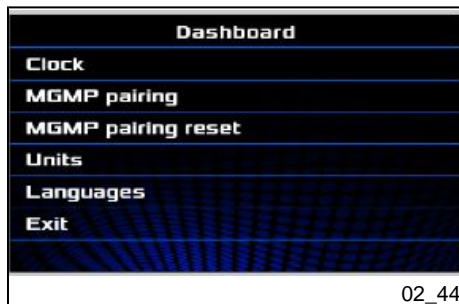 Dashboard
Clock
MGMP pairing
MGMP pairing reset
Units
Languages
Exit
02_44